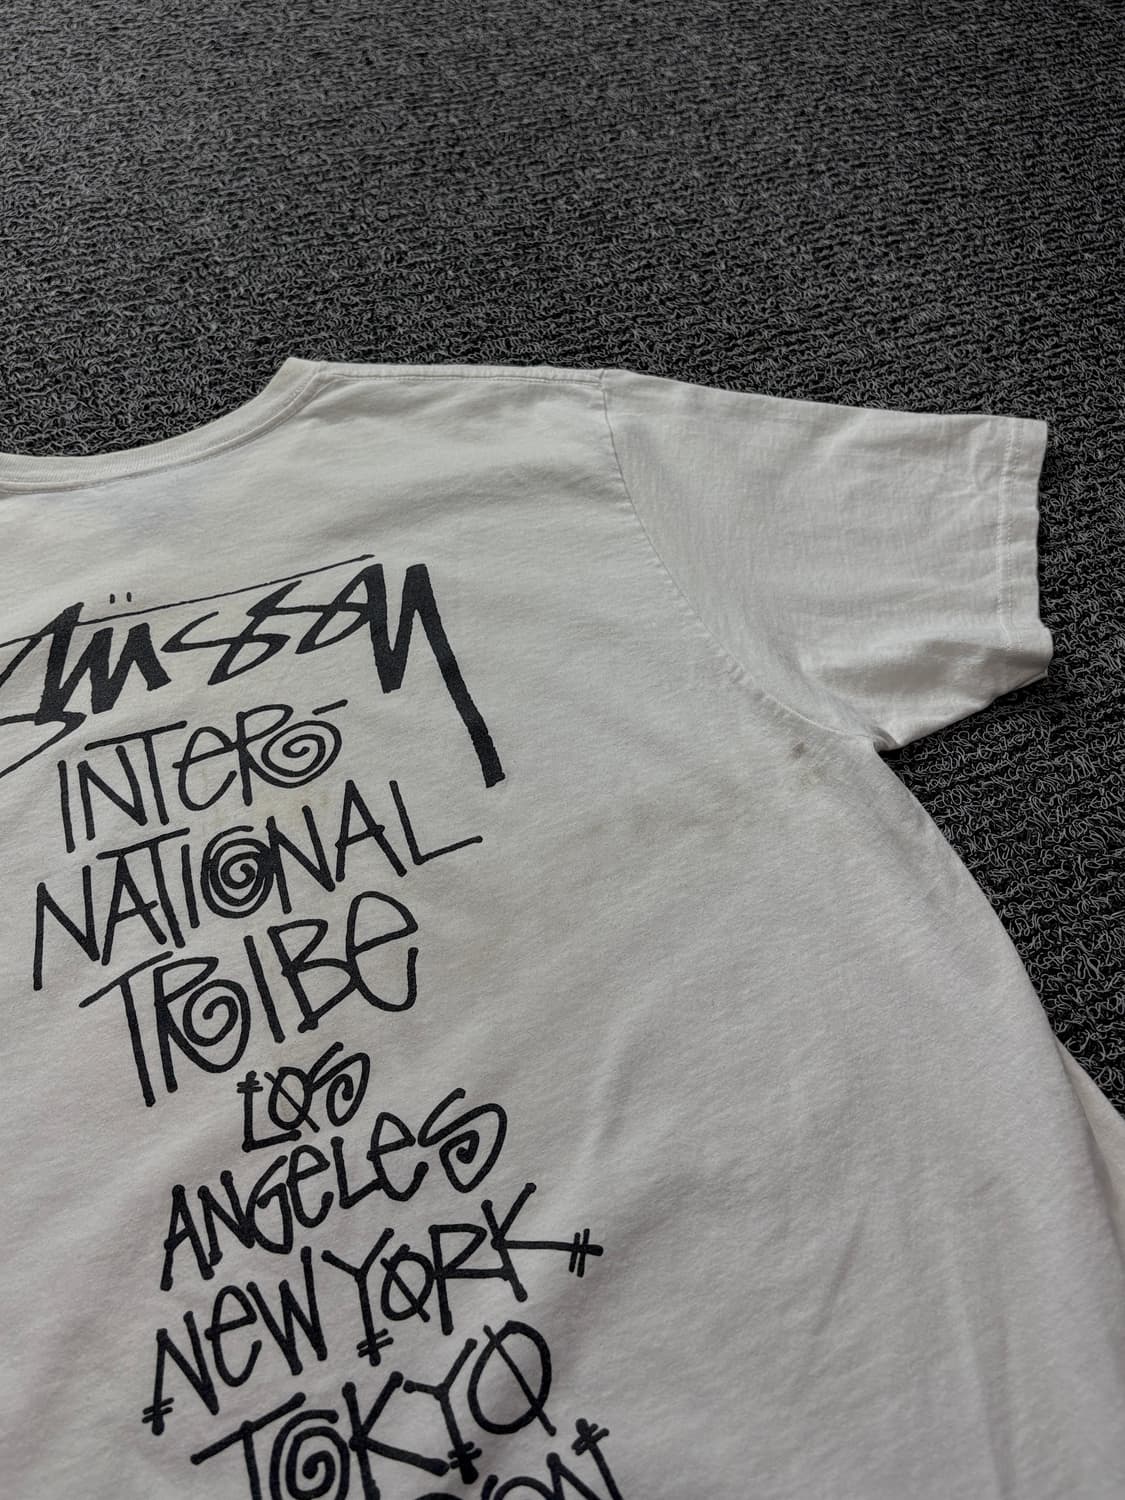 Stüssy
INTER-
NATIONAL
TRIBE
LOS
ANGELES
NEW YORK
TOKYO